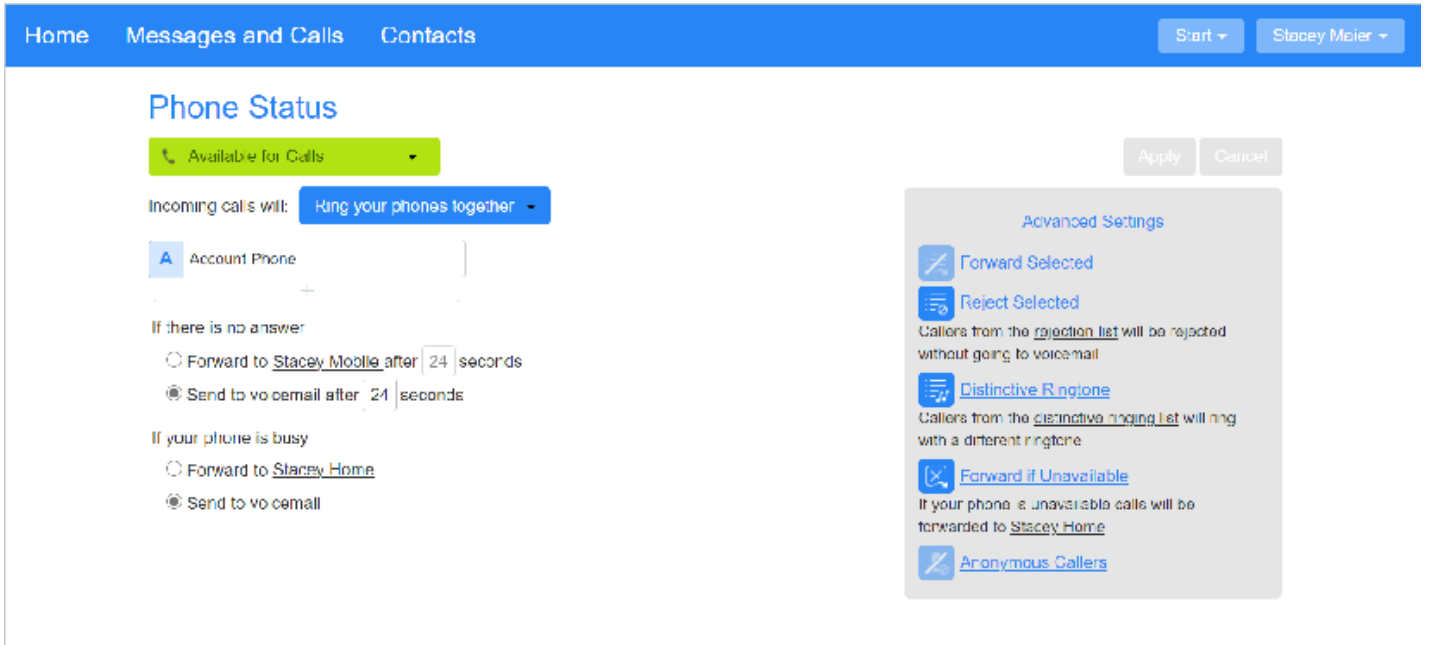 Home Messages and Calls Contacts Start Stacey Maier
Phone Status
Available for Calls
Apply Cancel
Incoming calls will: Ring your phones together
A Account Phone
+
If there is no answer
Forward to Stacey Mobile after 24 seconds
Send to voicemail after 24 seconds
If your phone is busy
Forward to Stacey Home
Send to voicemail
Advanced Settings
Forward Selected
Reject Selected
Callers from the rejection list will be rejected
without going to voicemail
Distinctive Ringtone
Callers from the distinctive ringing list will ring
with a different ringtone
Forward if Unavailable
If your phone is unavailable calls will be
forwarded to Stacey Home
Anonymous Callers